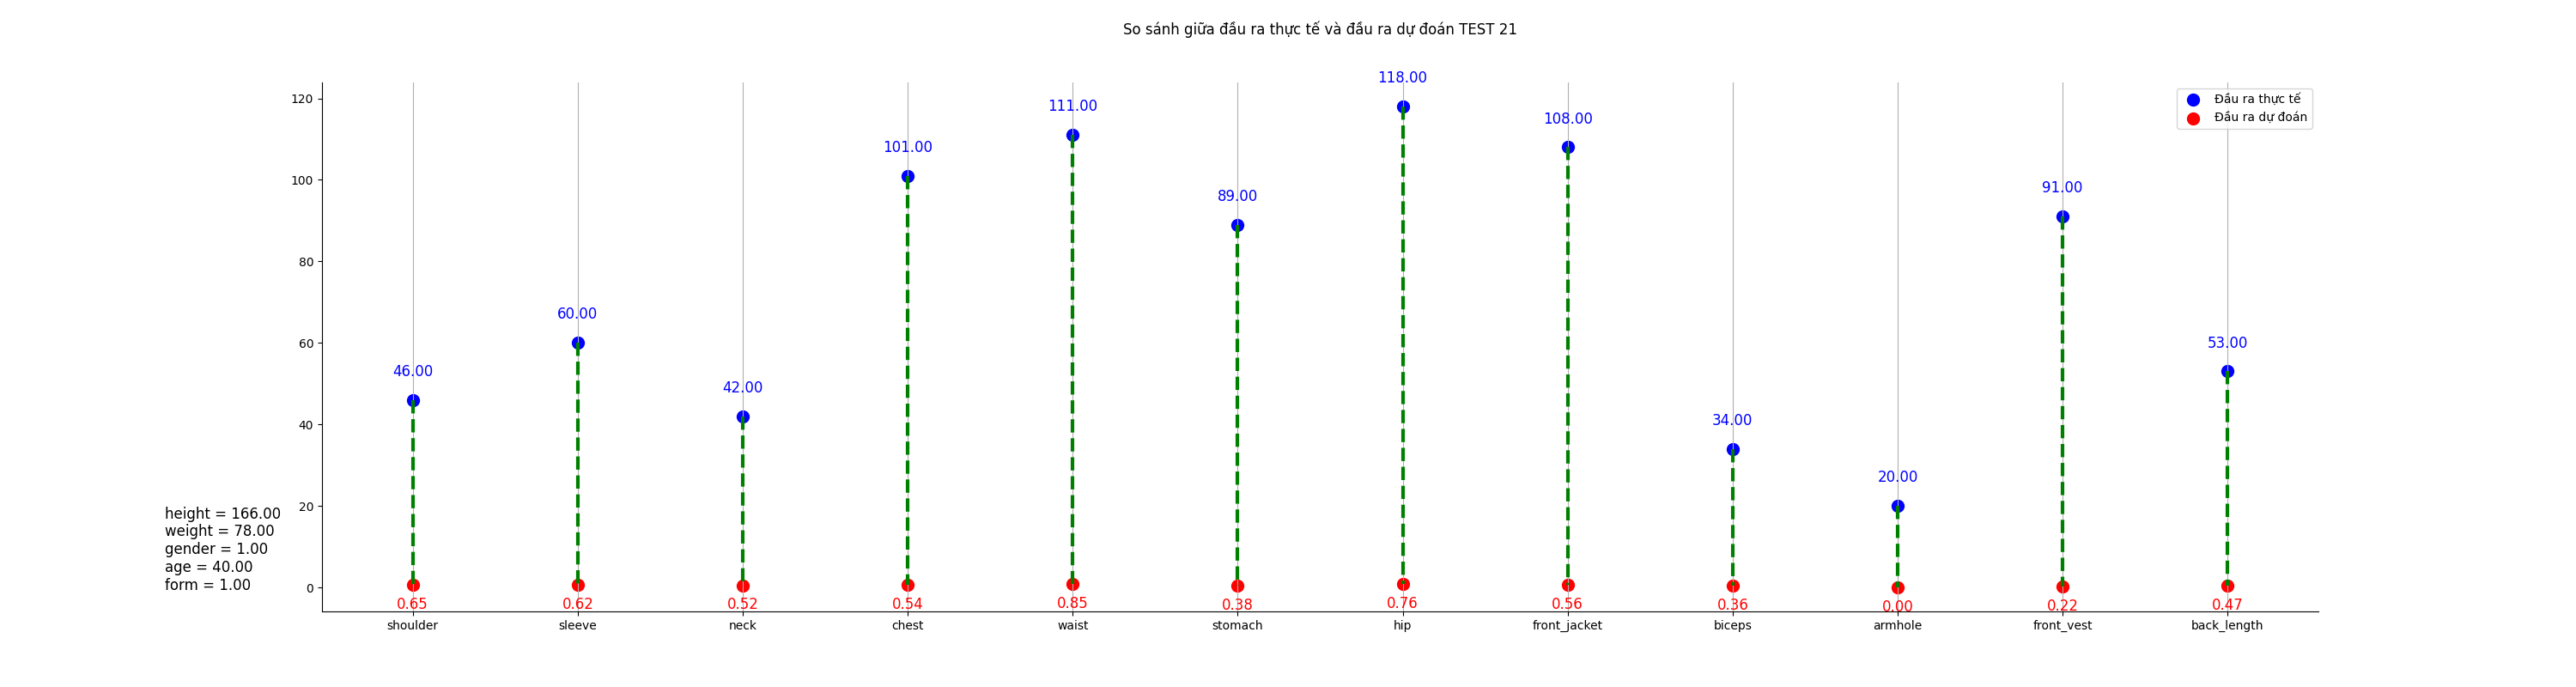 So sánh giữa đầu ra thực tế và đầu ra dự đoán TEST 21
Đầu ra thực tế
Đầu ra dự đoán
120
100
80
60
40
20
0
46.00
60.00
42.00
101.00
111.00
89.00
118.00
108.00
34.00
20.00
91.00
53.00
height = 166.00
weight = 78.00
gender = 1.00
age = 40.00
form = 1.00
0.65
0.62
0.52
0.54
0.85
0.38
0.76
0.56
0.36
0.00
0.22
0.47
shoulder
sleeve
neck
chest
waist
stomach
hip
front_jacket
biceps
armhole
front_vest
back_length